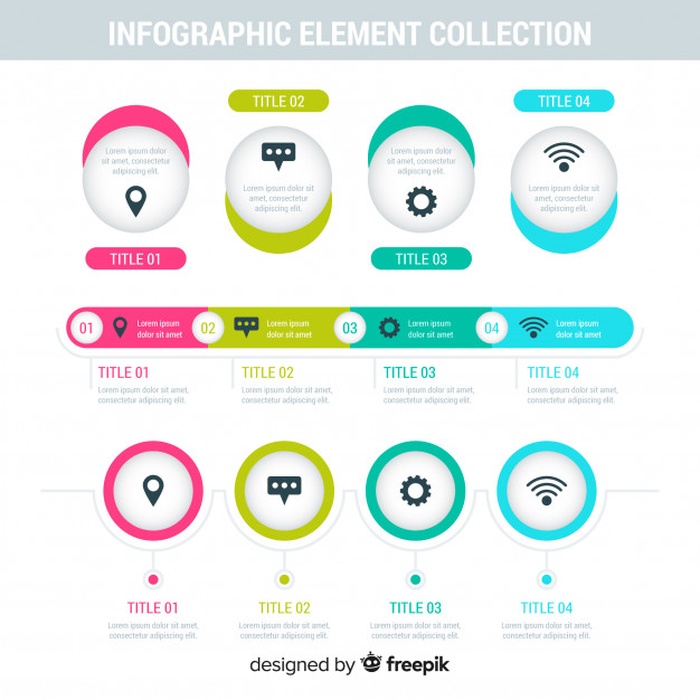 INFOGRAPHIC ELEMENT COLLECTION
TITLE 02
TITLE 04
Lorem ipsum dolor
sit amet, consectetur
adipiscing elit.
Lorem ipsum dolor sit
amet, consectetur
adipiscing elit.
Lorem ipsum dolor
sit amet, consectetur
adipiscing elit.
Lorem ipsum dolor sit
amet, consectetur
adipiscing elit.
TITLE 01
TITLE 03
01
Lorem ipsum
dolor sit amet
02
Lorem ipsum
dolor sit amet
03
Lorem ipsum
dolor sit amet
04
Lorem ipsum
dolor sit amet
TITLE 01
Lorem ipsum dolor sit amet,
consectetur adipiscing elit.
TITLE 02
Lorem ipsum dolor sit amet,
consectetur adipiscing elit.
TITLE 03
Lorem ipsum dolor sit amet,
consectetur adipiscing elit.
TITLE 04
Lorem ipsum dolor sit amet,
consectetur adipiscing elit.
TITLE 01
Lorem ipsum dolor sit amet,
consectetur adipiscing elit.
TITLE 02
Lorem ipsum dolor sit amet,
consectetur adipiscing elit.
TITLE 03
Lorem ipsum dolor sit amet,
consectetur adipiscing elit.
TITLE 04
Lorem ipsum dolor sit amet,
consectetur adipiscing elit.
designed by freepik